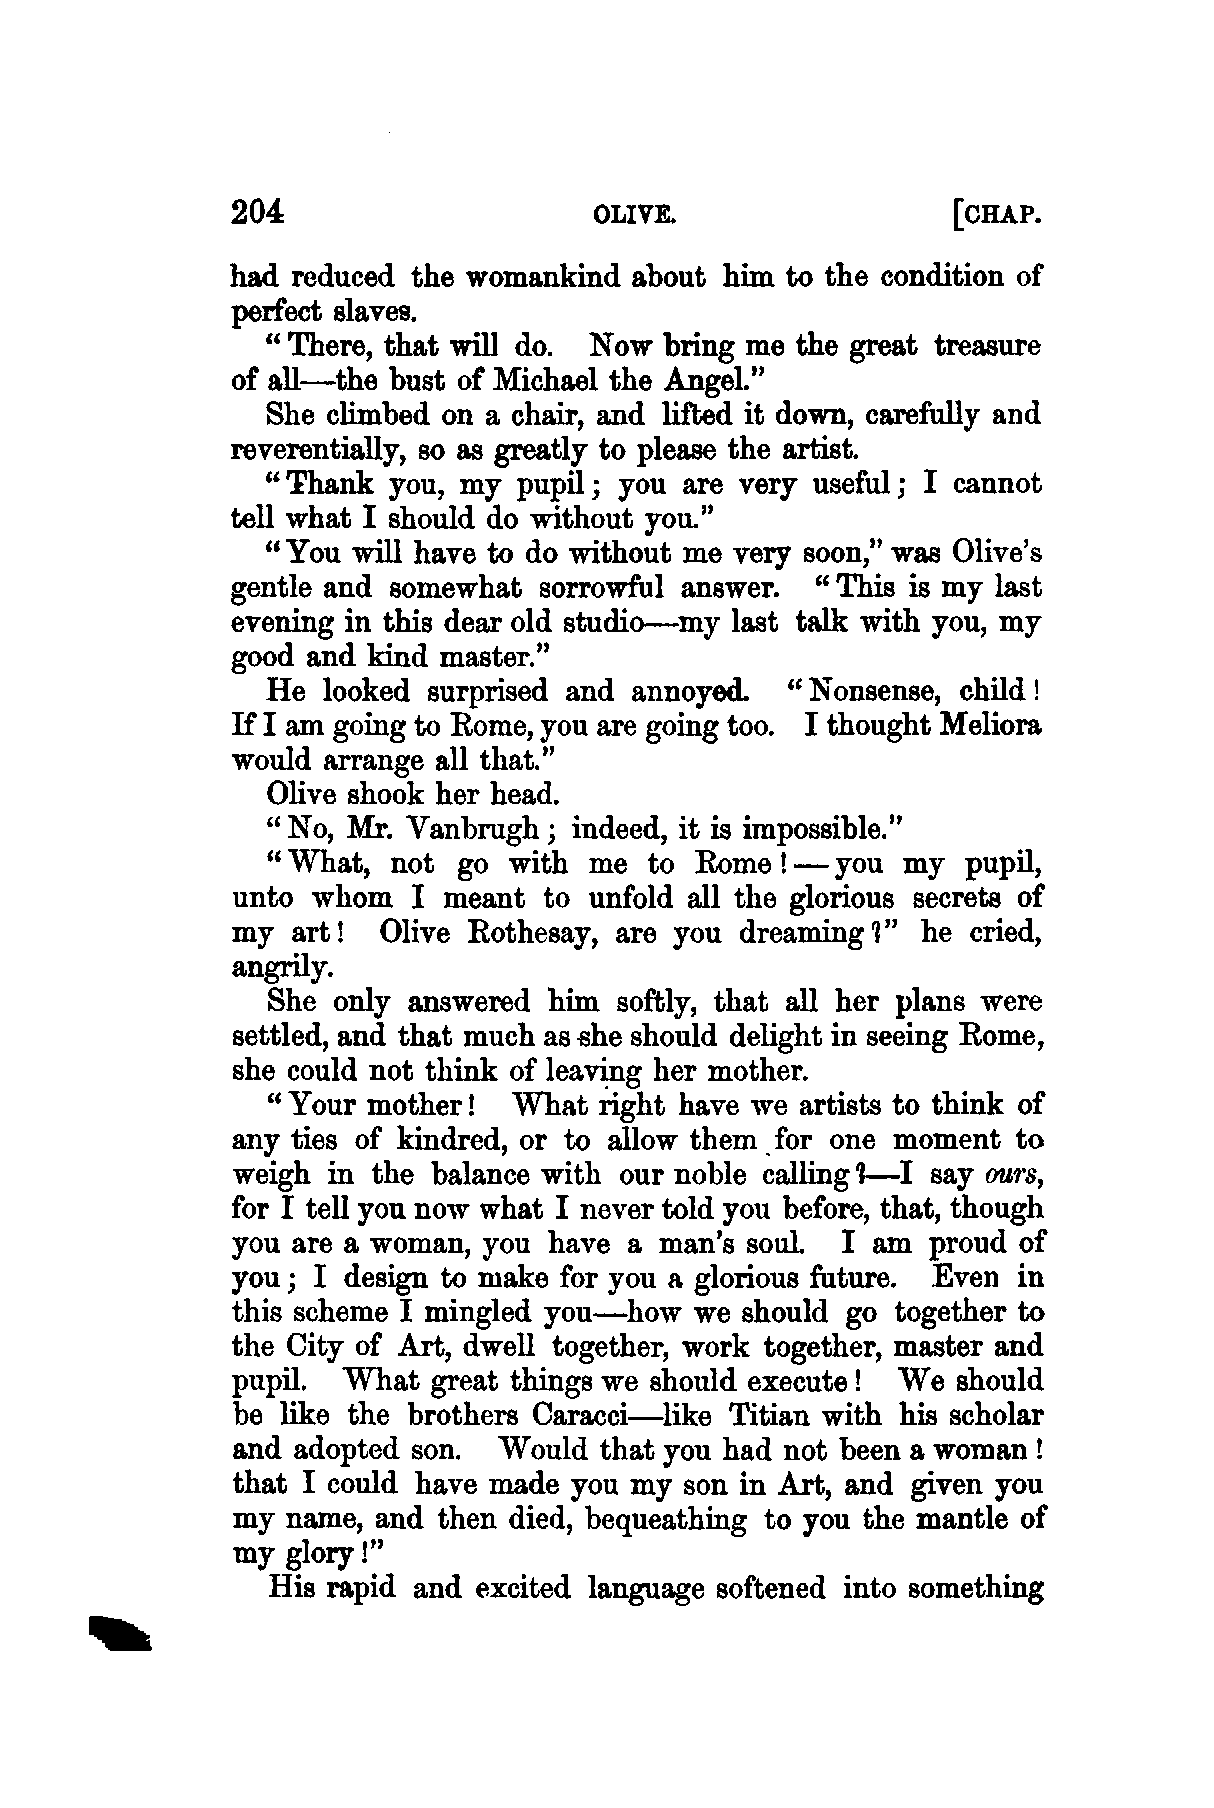 204 OLIVE. [CHAP.
had reduced the womankind about him to the condition of
perfect slaves.
"There, that will do. Now bring me the great treasure
of all—the bust of Michael the Angel."
She climbed on a chair, and lifted it down, carefully and
reverentially, so as greatly to please the artist.
"Thank you, my pupil; you are very useful; I cannot
tell what I should do without you."
"You will have to do without me very soon," was Olive's
gentle and somewhat sorrowful answer. "This is my last
evening in this dear old studio—my last talk with you, my
good and kind master."
He looked surprised and annoyed. "Nonsense, child!
If I am going to Rome, you are going too. I thought Meliora
would arrange all that."
Olive shook her head.
"No, Mr. Vanbrugh; indeed, it is impossible."
"What, not go with me to Rome!—you my pupil,
unto whom I meant to unfold all the glorious secrets of
my art! Olive Rothesay, are you dreaming?" he cried,
angrily.
She only answered him softly, that all her plans were
settled, and that much as she should delight in seeing Rome,
she could not think of leaving her mother.
"Your mother! What right have we artists to think of
any ties of kindred, or to allow them for one moment to
weigh in the balance with our noble calling?—I say ours,
for I tell you now what I never told you before, that, though
you are a woman, you have a man's soul. I am proud of
you; I design to make for you a glorious future. Even in
this scheme I mingled you—how we should go together to
the City of Art, dwell together, work together, master and
pupil. What great things we should execute! We should
be like the brothers Caracci—like Titian with his scholar
and adopted son. Would that you had not been a woman!
that I could have made you my son in Art, and given you
my name, and then died, bequeathing to you the mantle of
my glory!"
His rapid and excited language softened into something